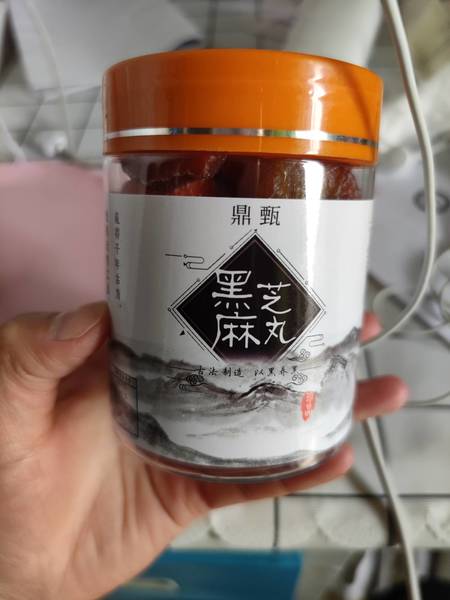 鼎甄
黑芝
麻丸
古法制造 以黑养黑